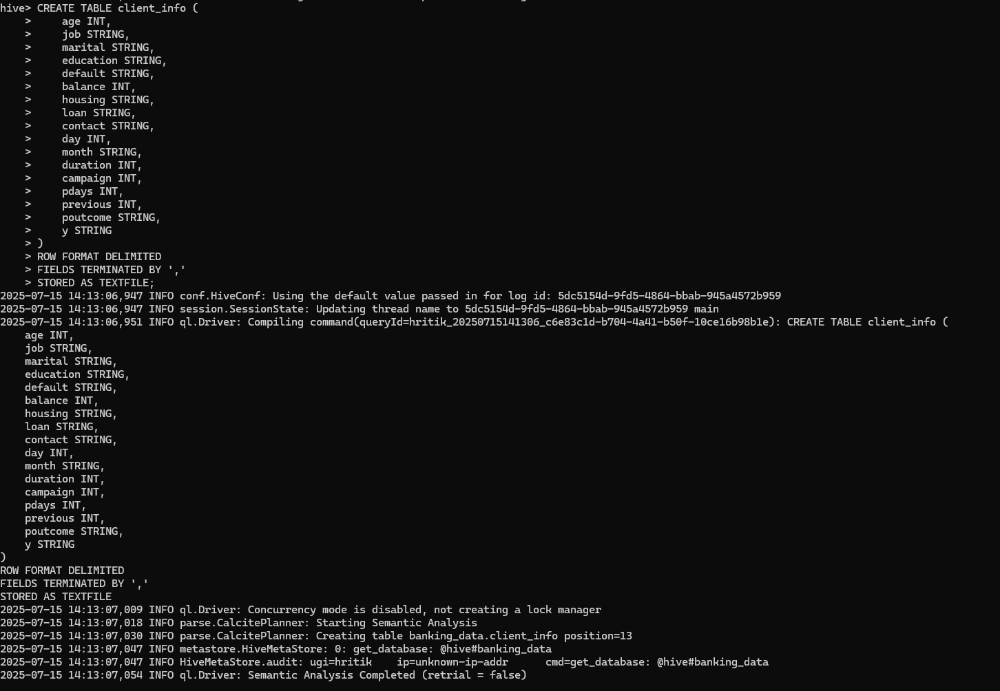 hive> CREATE TABLE client_info (
    >     age INT,
    >     job STRING,
    >     marital STRING,
    >     education STRING,
    >     default STRING,
    >     balance INT,
    >     housing STRING,
    >     loan STRING,
    >     contact STRING,
    >     day INT,
    >     month STRING,
    >     duration INT,
    >     campaign INT,
    >     pdays INT,
    >     previous INT,
    >     poutcome STRING,
    >     y STRING
    > )
    > ROW FORMAT DELIMITED
    > FIELDS TERMINATED BY ','
    > STORED AS TEXTFILE;
2025-07-15 14:13:06,947 INFO conf.HiveConf: Using the default value passed in for log id: 5dc5154d-9fd5-4864-bbab-945a4572b959
2025-07-15 14:13:06,947 INFO session.SessionState: Updating thread name to 5dc5154d-9fd5-4864-bbab-945a4572b959 main
2025-07-15 14:13:06,951 INFO ql.Driver: Compiling command(queryId=hritik_20250715141306_c6e83c1d-b704-4a41-b50f-10ce16b98b1e): CREATE TABLE client_info (
    age INT,
    job STRING,
    marital STRING,
    education STRING,
    default STRING,
    balance INT,
    housing STRING,
    loan STRING,
    contact STRING,
    day INT,
    month STRING,
    duration INT,
    campaign INT,
    pdays INT,
    previous INT,
    poutcome STRING,
    y STRING
)
ROW FORMAT DELIMITED
FIELDS TERMINATED BY ','
STORED AS TEXTFILE
2025-07-15 14:13:07,009 INFO ql.Driver: Concurrency mode is disabled, not creating a lock manager
2025-07-15 14:13:07,018 INFO parse.CalcitePlanner: Starting Semantic Analysis
2025-07-15 14:13:07,030 INFO parse.CalcitePlanner: Creating table banking_data.client_info position=13
2025-07-15 14:13:07,047 INFO metastore.HiveMetaStore: 0: get_database: @hive#banking_data
2025-07-15 14:13:07,047 INFO HiveMetaStore.audit: ugi=hritik    ip=unknown-ip-addr      cmd=get_database: @hive#banking_data
2025-07-15 14:13:07,054 INFO ql.Driver: Semantic Analysis Completed (retrial = false)